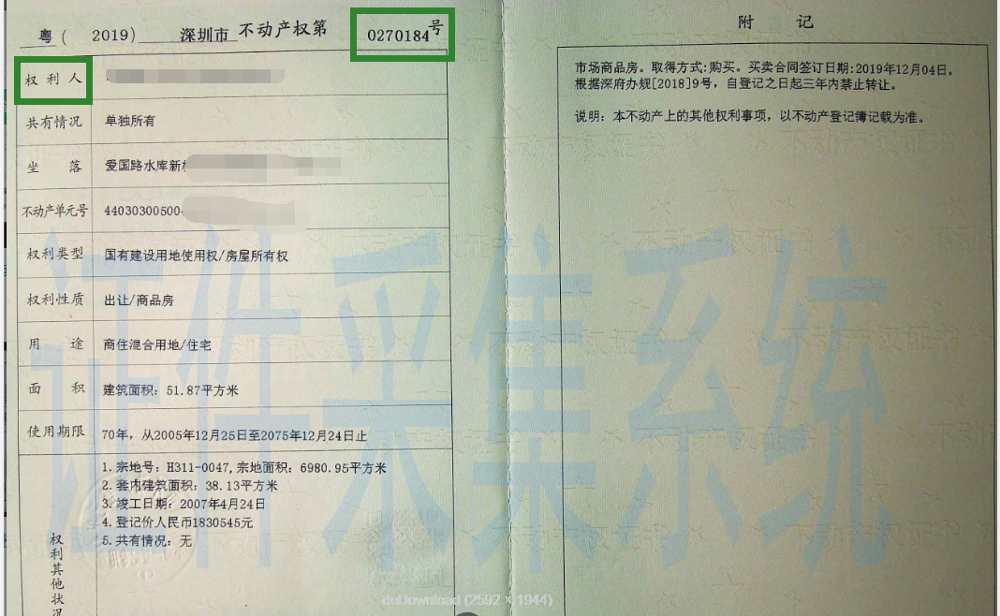 粤( 2019) 深圳市 不动产权第 0270184号
权利人
共有情况 单独所有
坐落 爱国路水库新
不动产单元号 44030300500
权利类型 国有建设用地使用权/房屋所有权
权利性质 出让/商品房
用途 商住混合用地/住宅
面积 建筑面积: 51.87平方米
使用期限 70年, 从2005年12月25日至2075年12月24日止
权利其他状况
1. 宗地号: H311-0047, 宗地面积: 6980.95平方米
2. 套内建筑面积: 38.13平方米
3. 竣工日期: 2007年4月24日
4. 登记价人民币1830545元
5. 共有情况: 无
附记
市场商品房。取得方式:购买。买卖合同签订日期:2019年12月04日。
根据深府办规[2018]9号, 自登记之日起三年内禁止转让。
说明: 本不动产上的其他权利事项, 以不动产登记簿记载为准。
证件采集系统
doDownload (2592 × 1944)